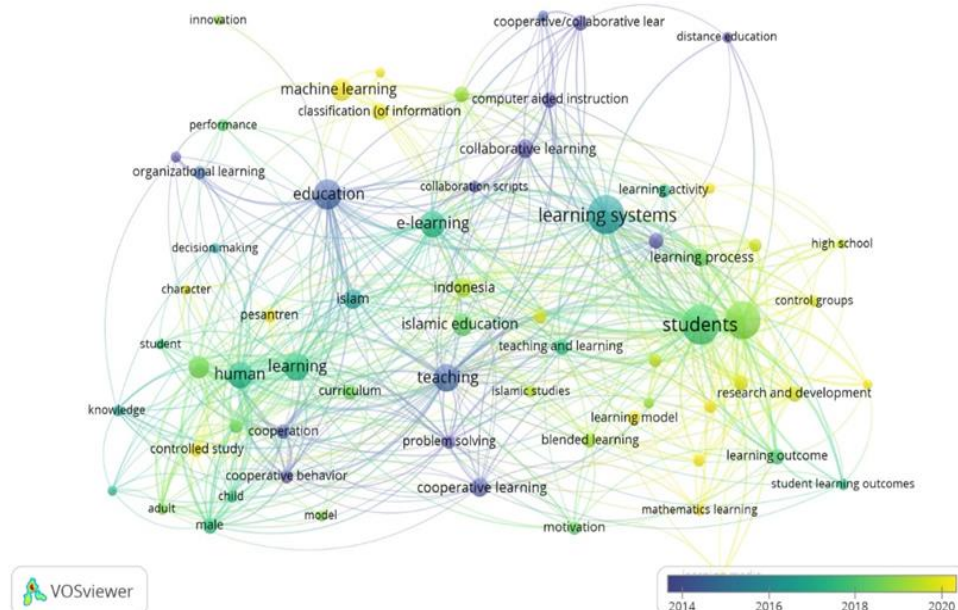 innovation
cooperative/collaborative lear
distance education
machine learning
classification (of information
computer aided instruction
performance
organizational learning
collaborative learning
education
collaboration scripts
learning systems
learning activity
e-learning
decision making
learning process
high school
character
indonesia
islam
control groups
pesantren
islamic education
students
student
teaching and learning
human
learning
teaching
curriculum
islamic studies
research and development
knowledge
learning model
cooperation
controlled study
problem solving
blended learning
learning outcome
cooperative behavior
cooperative learning
student learning outcomes
child
adult
model
mathematics learning
male
motivation
VOSviewer
2014
2016
2018
2020